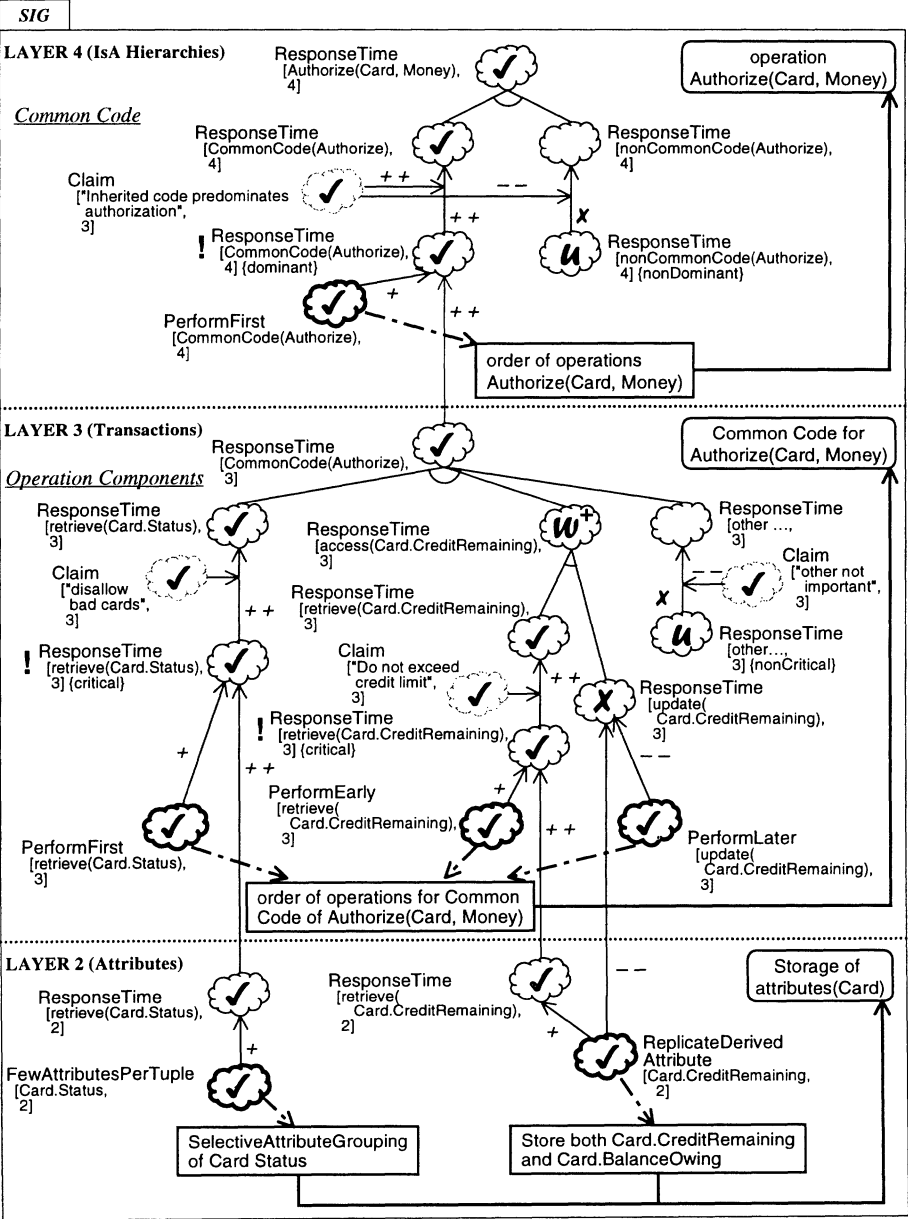 SIG
LAYER 4 (IsA Hierarchies)
ResponseTime
[Authorize(Card, Money),
4]
✓
operation
Authorize(Card, Money)
Common Code
ResponseTime
[CommonCode(Authorize),
4]
✓
ResponseTime
[nonCommonCode(Authorize),
4]
Claim
["Inherited code predominates
authorization",
3]
✓
+ +
− −
+ +
✗
! ResponseTime
[CommonCode(Authorize),
4] {dominant}
✓
u
ResponseTime
[nonCommonCode(Authorize),
4] {nonDominant}
+
✓
PerformFirst
[CommonCode(Authorize),
4]
+ +
order of operations
Authorize(Card, Money)
LAYER 3 (Transactions)
ResponseTime
[CommonCode(Authorize),
3]
✓
Common Code for
Authorize(Card, Money)
Operation Components
ResponseTime
[retrieve(Card.Status),
3]
✓
ResponseTime
[access(Card.CreditRemaining),
3]
W+
ResponseTime
[other ...,
3]
Claim
["disallow
bad cards",
3]
✓
+ +
ResponseTime
[retrieve(Card.CreditRemaining),
3]
✓
− −
✗
✓
Claim
["other not
important",
3]
u
ResponseTime
[other...,
3] {nonCritical}
! ResponseTime
[retrieve(Card.Status),
3] {critical}
✓
Claim
["Do not exceed
credit limit",
3]
✓
+ +
✗
ResponseTime
[update(
Card.CreditRemaining),
3]
! ResponseTime
[retrieve(Card.CreditRemaining),
3] {critical}
✓
− −
+
+ +
PerformFirst
[retrieve(Card.Status),
3]
✓
PerformEarly
[retrieve(
Card.CreditRemaining),
3]
+
✓
+ +
✓
PerformLater
[update(
Card.CreditRemaining),
3]
order of operations for Common
Code of Authorize(Card, Money)
LAYER 2 (Attributes)
ResponseTime
[retrieve(Card.Status),
2]
✓
ResponseTime
[retrieve(
Card.CreditRemaining),
2]
✓
− −
Storage of
attributes(Card)
+
+
FewAttributesPerTuple
[Card.Status,
2]
✓
✓
ReplicateDerived
Attribute
[Card.CreditRemaining,
2]
SelectiveAttributeGrouping
of Card Status
Store both Card.CreditRemaining
and Card.BalanceOwing